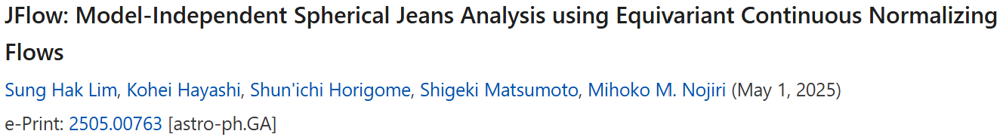 JFlow: Model-Independent Spherical Jeans Analysis using Equivariant Continuous Normalizing
Flows
Sung Hak Lim, Kohei Hayashi, Shun'ichi Horigome, Shigeki Matsumoto, Mihoko M. Nojiri (May 1, 2025)
e-Print: 2505.00763 [astro-ph.GA]